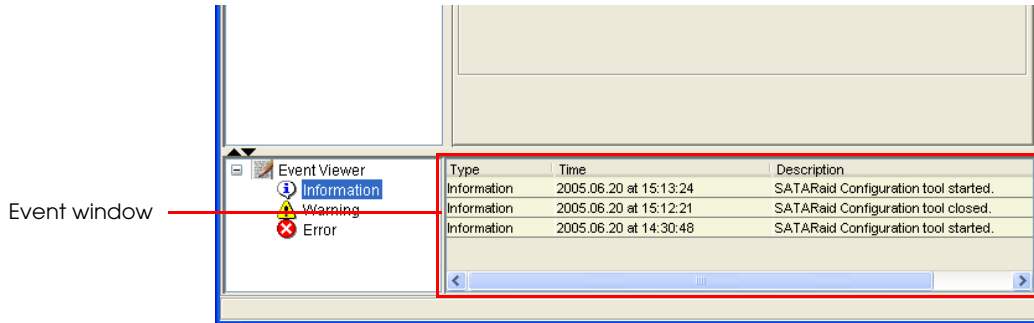 Event Viewer
Information
Warning
Error
Event window
Type Time Description
Information 2005.06.20 at 15:13:24 SATARaid Configuration tool started.
Information 2005.06.20 at 15:12:21 SATARaid Configuration tool closed.
Information 2005.06.20 at 14:30:48 SATARaid Configuration tool started.